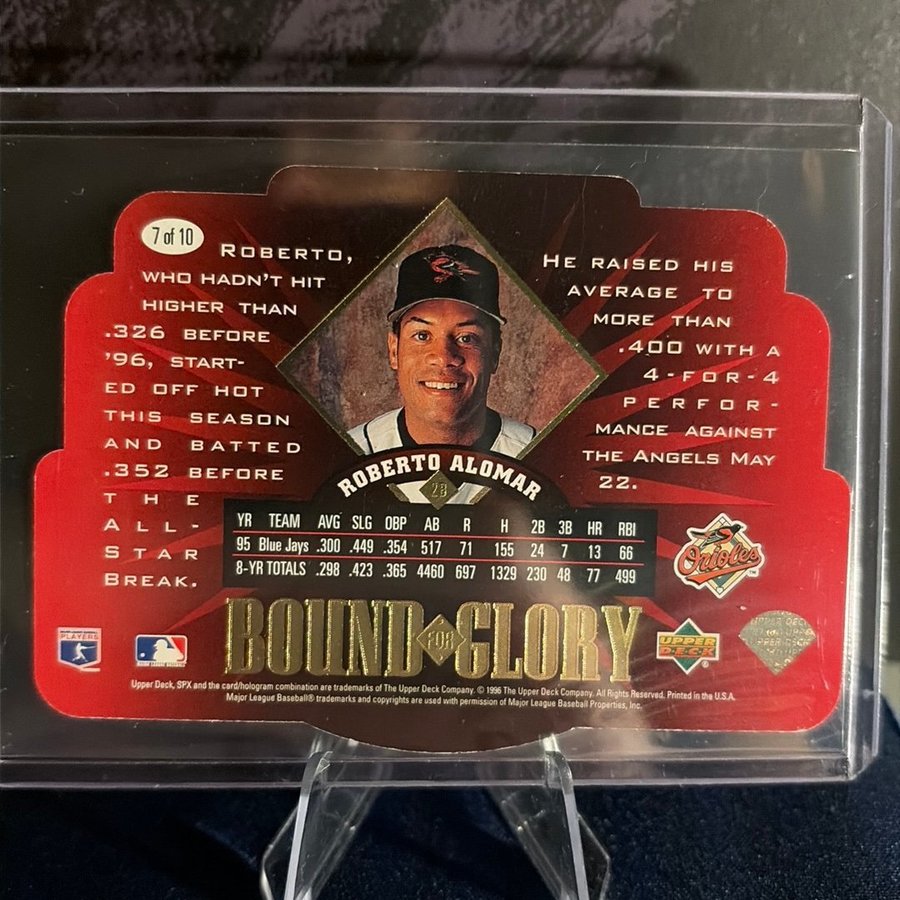 7 of 10
ROBERTO,
WHO HADN'T HIT
HIGHER THAN
.326 BEFORE
'96, START-
ED OFF HOT
THIS SEASON
AND BATTED
.352 BEFORE
THE
ALL-
STAR
BREAK.
HE RAISED HIS
AVERAGE TO
MORE THAN
.400 WITH A
4-FOR-4
PERFOR-
MANCE AGAINST
THE ANGELS MAY
22.
ROBERTO ALOMAR
2B
YR TEAM AVG SLG OBP AB R H 2B 3B HR RBI
95 Blue Jays .300 .449 .354 517 71 155 24 7 13 66
8-YR TOTALS .298 .423 .365 4460 697 1329 230 48 77 499
Orioles
BOUND FOR GLORY
PLAYERS
MAJOR LEAGUE BASEBALL
UPPER DECK
Upper Deck, SPX and the card/hologram combination are trademarks of The Upper Deck Company. © 1996 The Upper Deck Company. All Rights Reserved. Printed in the U.S.A.
Major League Baseball® trademarks and copyrights are used with permission of Major League Baseball Properties, Inc.